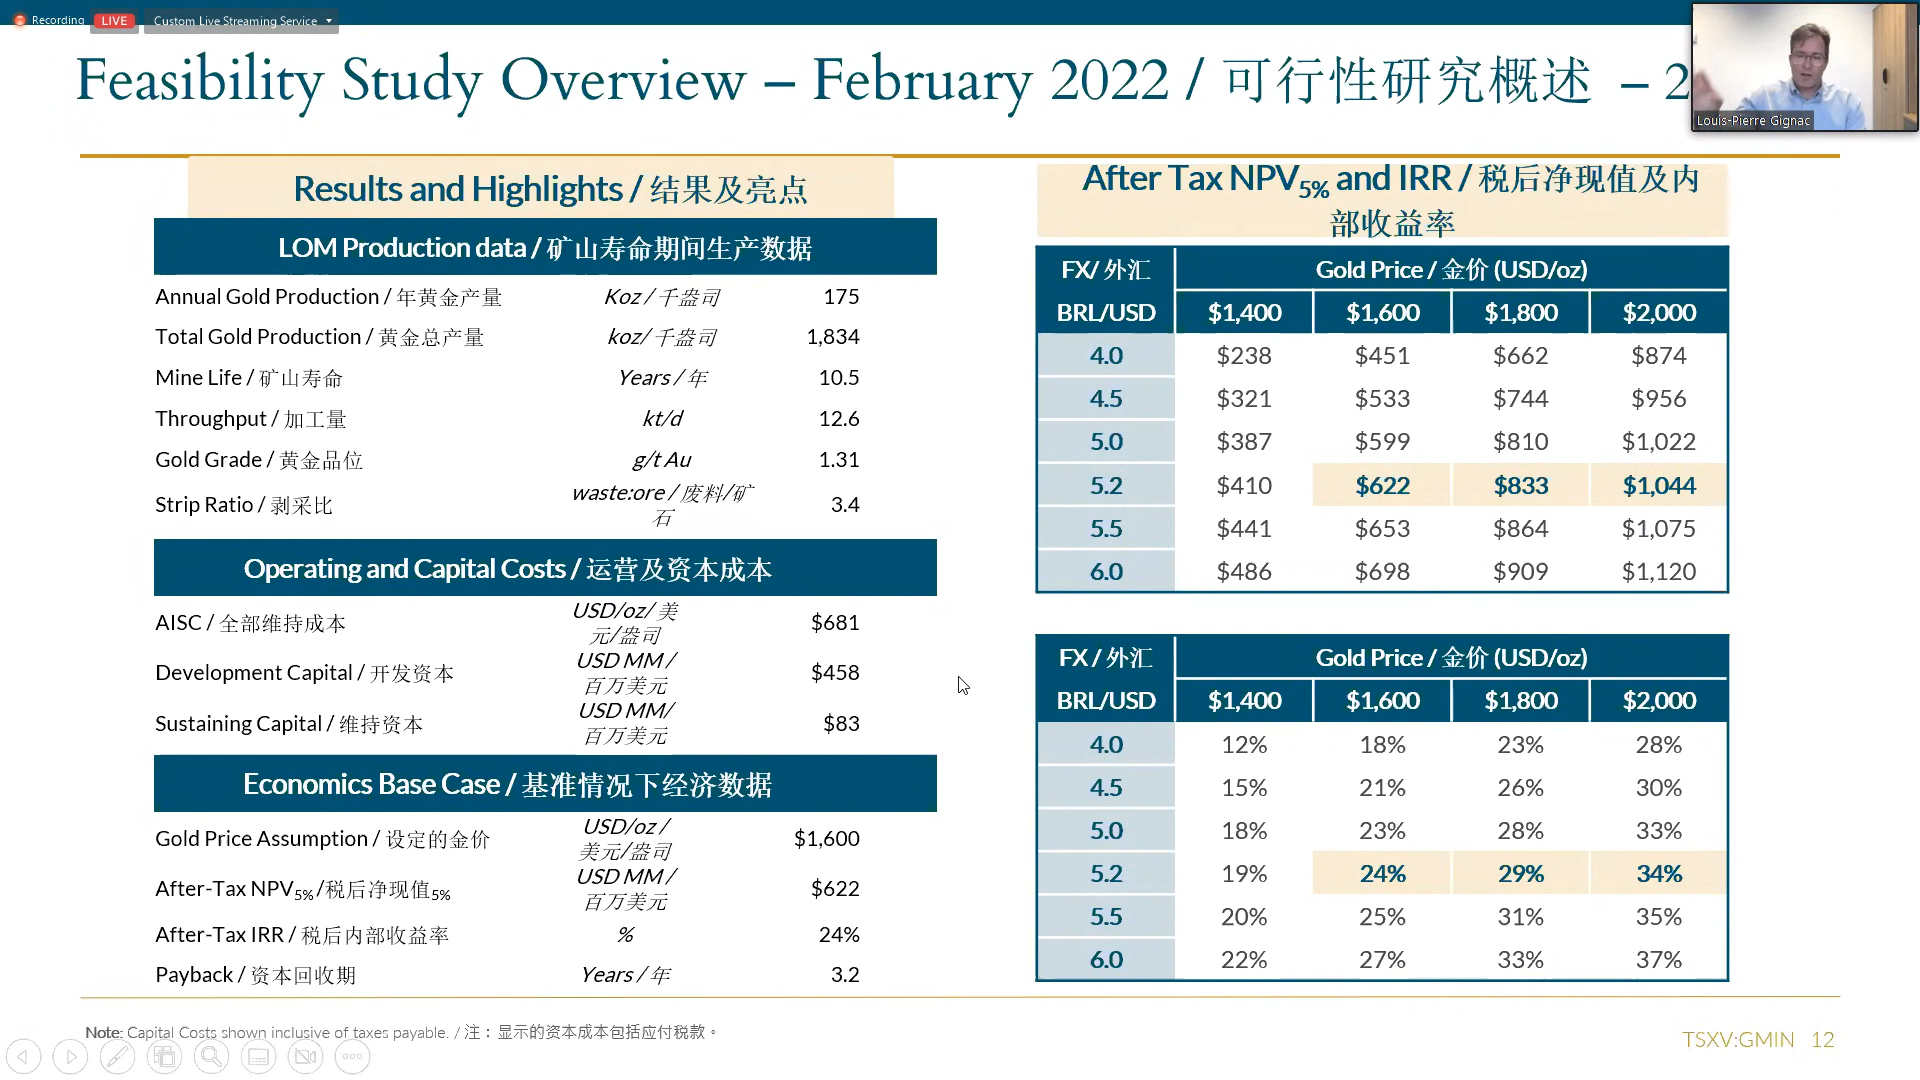 Recording LIVE Custom Live Streaming Service
Feasibility Study Overview – February 2022 / 可行性研究概述 – 2
Louis-Pierre Gignac
Results and Highlights / 结果及亮点
LOM Production data / 矿山寿命期间生产数据
Annual Gold Production / 年黄金产量 Koz / 千盎司 175
Total Gold Production / 黄金总产量 koz/ 千盎司 1,834
Mine Life / 矿山寿命 Years / 年 10.5
Throughput / 加工量 kt/d 12.6
Gold Grade / 黄金品位 g/t Au 1.31
Strip Ratio / 剥采比 waste:ore / 废料/矿 3.4
石
Operating and Capital Costs / 运营及资本成本
AISC / 全部维持成本 USD/oz/ 美 $681
元/盎司
Development Capital / 开发资本 USD MM / $458
百万美元
Sustaining Capital / 维持资本 USD MM/ $83
百万美元
Economics Base Case / 基准情况下经济数据
Gold Price Assumption / 设定的金价 USD/oz / $1,600
美元/盎司
After-Tax NPV5% /税后净现值5% USD MM / $622
百万美元
After-Tax IRR / 税后内部收益率 % 24%
Payback / 资本回收期 Years / 年 3.2
After Tax NPV5% and IRR / 税后净现值及内
部收益率
FX/ 外汇 Gold Price / 金价 (USD/oz)
BRL/USD $1,400 $1,600 $1,800 $2,000
4.0 $238 $451 $662 $874
4.5 $321 $533 $744 $956
5.0 $387 $599 $810 $1,022
5.2 $410 $622 $833 $1,044
5.5 $441 $653 $864 $1,075
6.0 $486 $698 $909 $1,120
FX / 外汇 Gold Price / 金价 (USD/oz)
BRL/USD $1,400 $1,600 $1,800 $2,000
4.0 12% 18% 23% 28%
4.5 15% 21% 26% 30%
5.0 18% 23% 28% 33%
5.2 19% 24% 29% 34%
5.5 20% 25% 31% 35%
6.0 22% 27% 33% 37%
Note: Capital Costs shown inclusive of taxes payable. / 注：显示的资本成本包括应付税款。
TSXV:GMIN 12